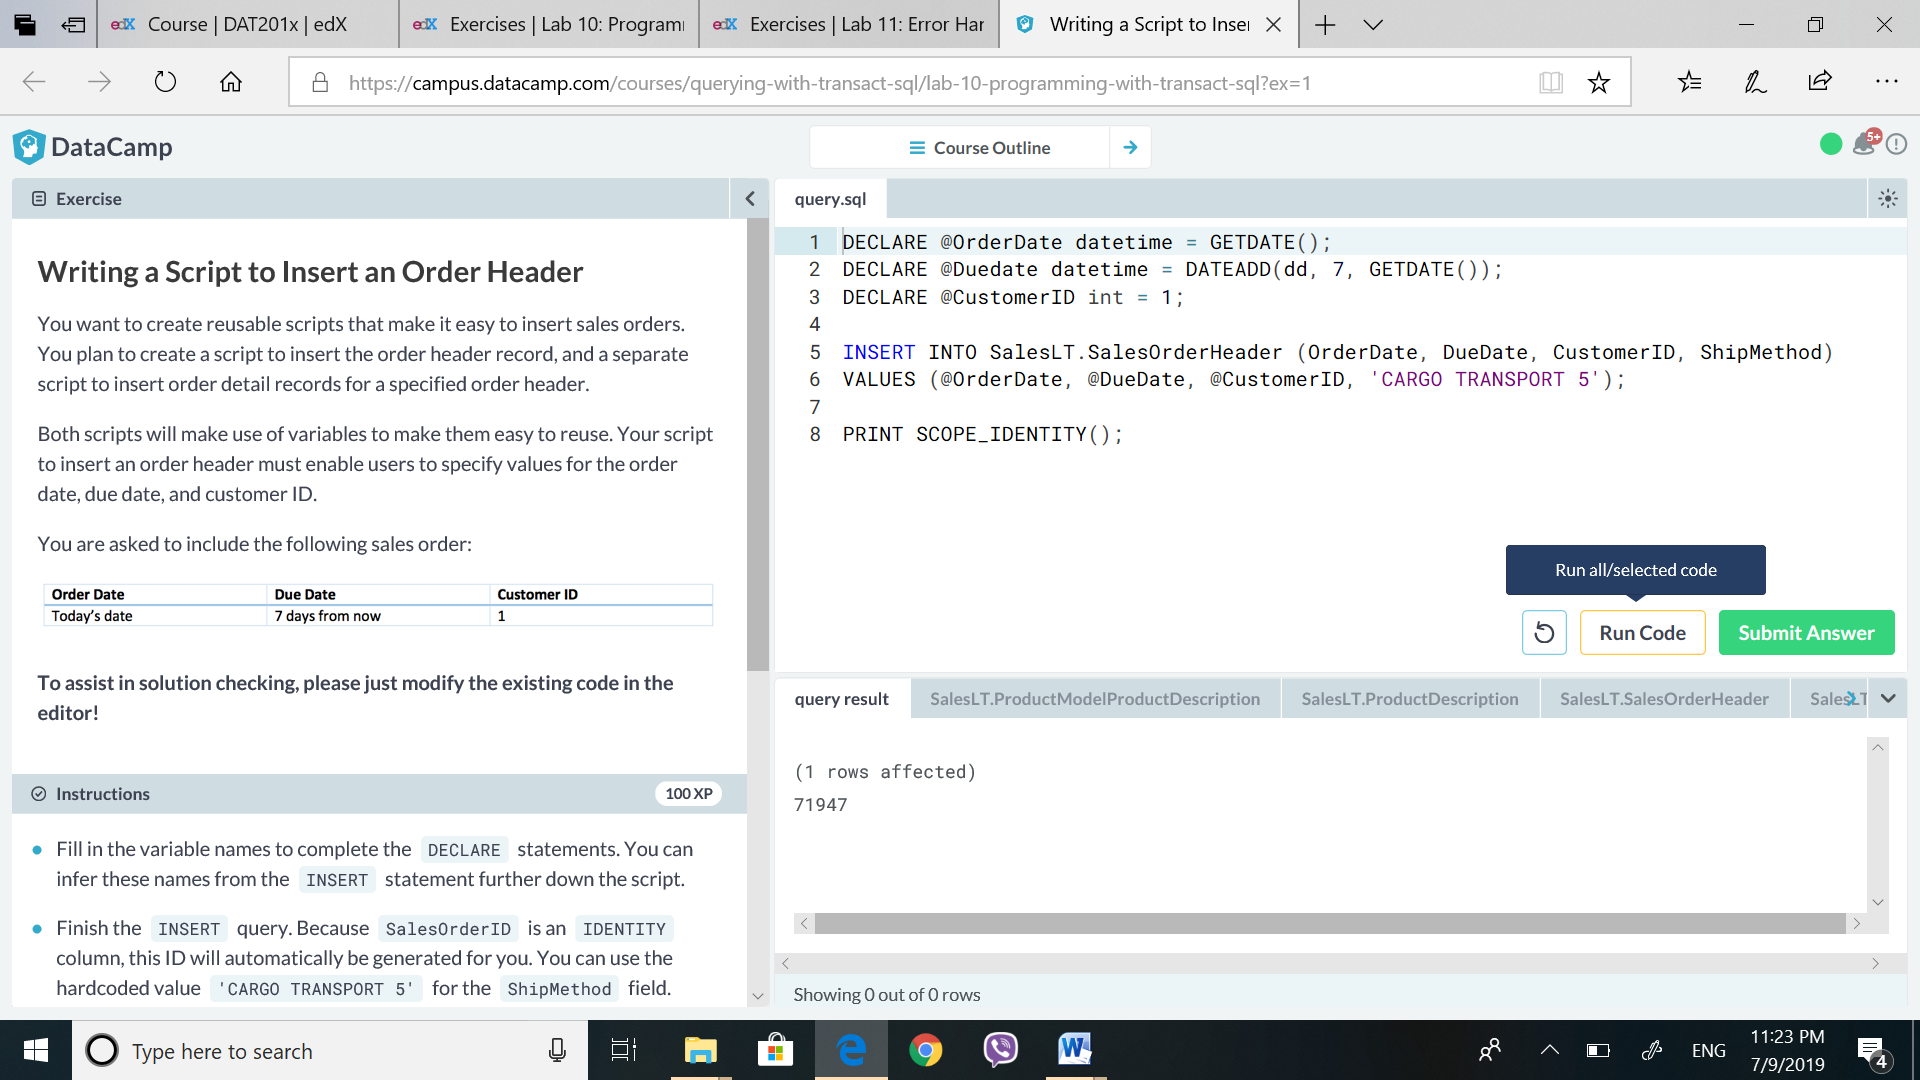 Course | DAT201x | edX
Exercises | Lab 10: Programm
Exercises | Lab 11: Error Har
Writing a Script to Inser
https://campus.datacamp.com/courses/querying-with-transact-sql/lab-10-programming-with-transact-sql?ex=1
DataCamp
Course Outline
5+
Exercise
query.sql
Writing a Script to Insert an Order Header
You want to create reusable scripts that make it easy to insert sales orders.
You plan to create a script to insert the order header record, and a separate
script to insert order detail records for a specified order header.
Both scripts will make use of variables to make them easy to reuse. Your script
to insert an order header must enable users to specify values for the order
date, due date, and customer ID.
You are asked to include the following sales order:
Order Date Due Date Customer ID
Today's date 7 days from now 1
To assist in solution checking, please just modify the existing code in the
editor!
Instructions
100 XP
Fill in the variable names to complete the DECLARE statements. You can
infer these names from the INSERT statement further down the script.
Finish the INSERT query. Because SalesOrderID is an IDENTITY
column, this ID will automatically be generated for you. You can use the
hardcoded value 'CARGO TRANSPORT 5' for the ShipMethod field.
1 DECLARE @OrderDate datetime = GETDATE();
2 DECLARE @Duedate datetime = DATEADD(dd, 7, GETDATE());
3 DECLARE @CustomerID int = 1;
4
5 INSERT INTO SalesLT.SalesOrderHeader (OrderDate, DueDate, CustomerID, ShipMethod)
6 VALUES (@OrderDate, @DueDate, @CustomerID, 'CARGO TRANSPORT 5');
7
8 PRINT SCOPE_IDENTITY();
Run all/selected code
Run Code
Submit Answer
query result
SalesLT.ProductModelProductDescription
SalesLT.ProductDescription
SalesLT.SalesOrderHeader
SalesLT
(1 rows affected)
71947
Showing 0 out of 0 rows
Type here to search
ENG
11:23 PM
7/9/2019
4